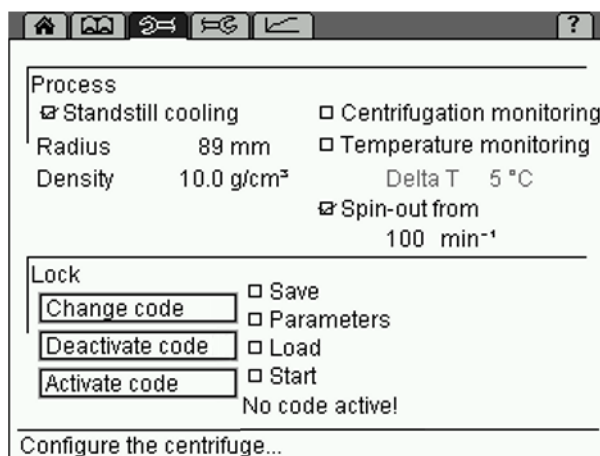 ?
Process
Standstill cooling
Centrifugation monitoring
Radius 89 mm
Temperature monitoring
Density 10.0 g/cm³
Delta T 5 °C
Spin-out from
100 min⁻¹
Lock
Change code
Deactivate code
Activate code
Save
Parameters
Load
Start
No code active!
Configure the centrifuge...